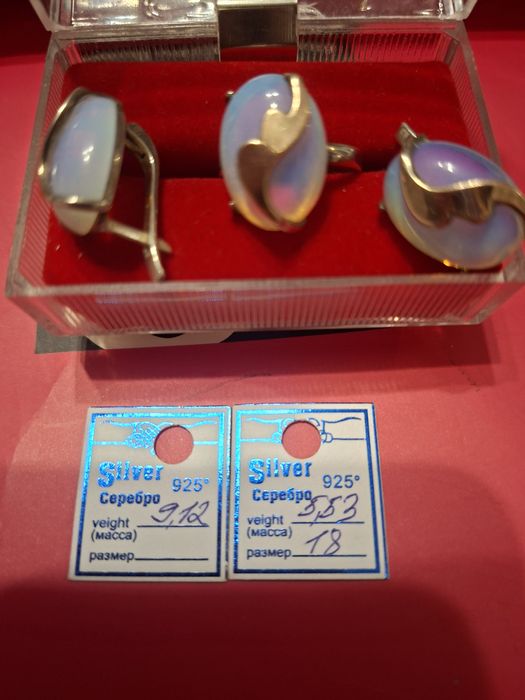 Silver
Серебро 925°
veight 9,12
(масса)
размер
Silver
Серебро 925°
veight 5,53
(масса)
размер 18